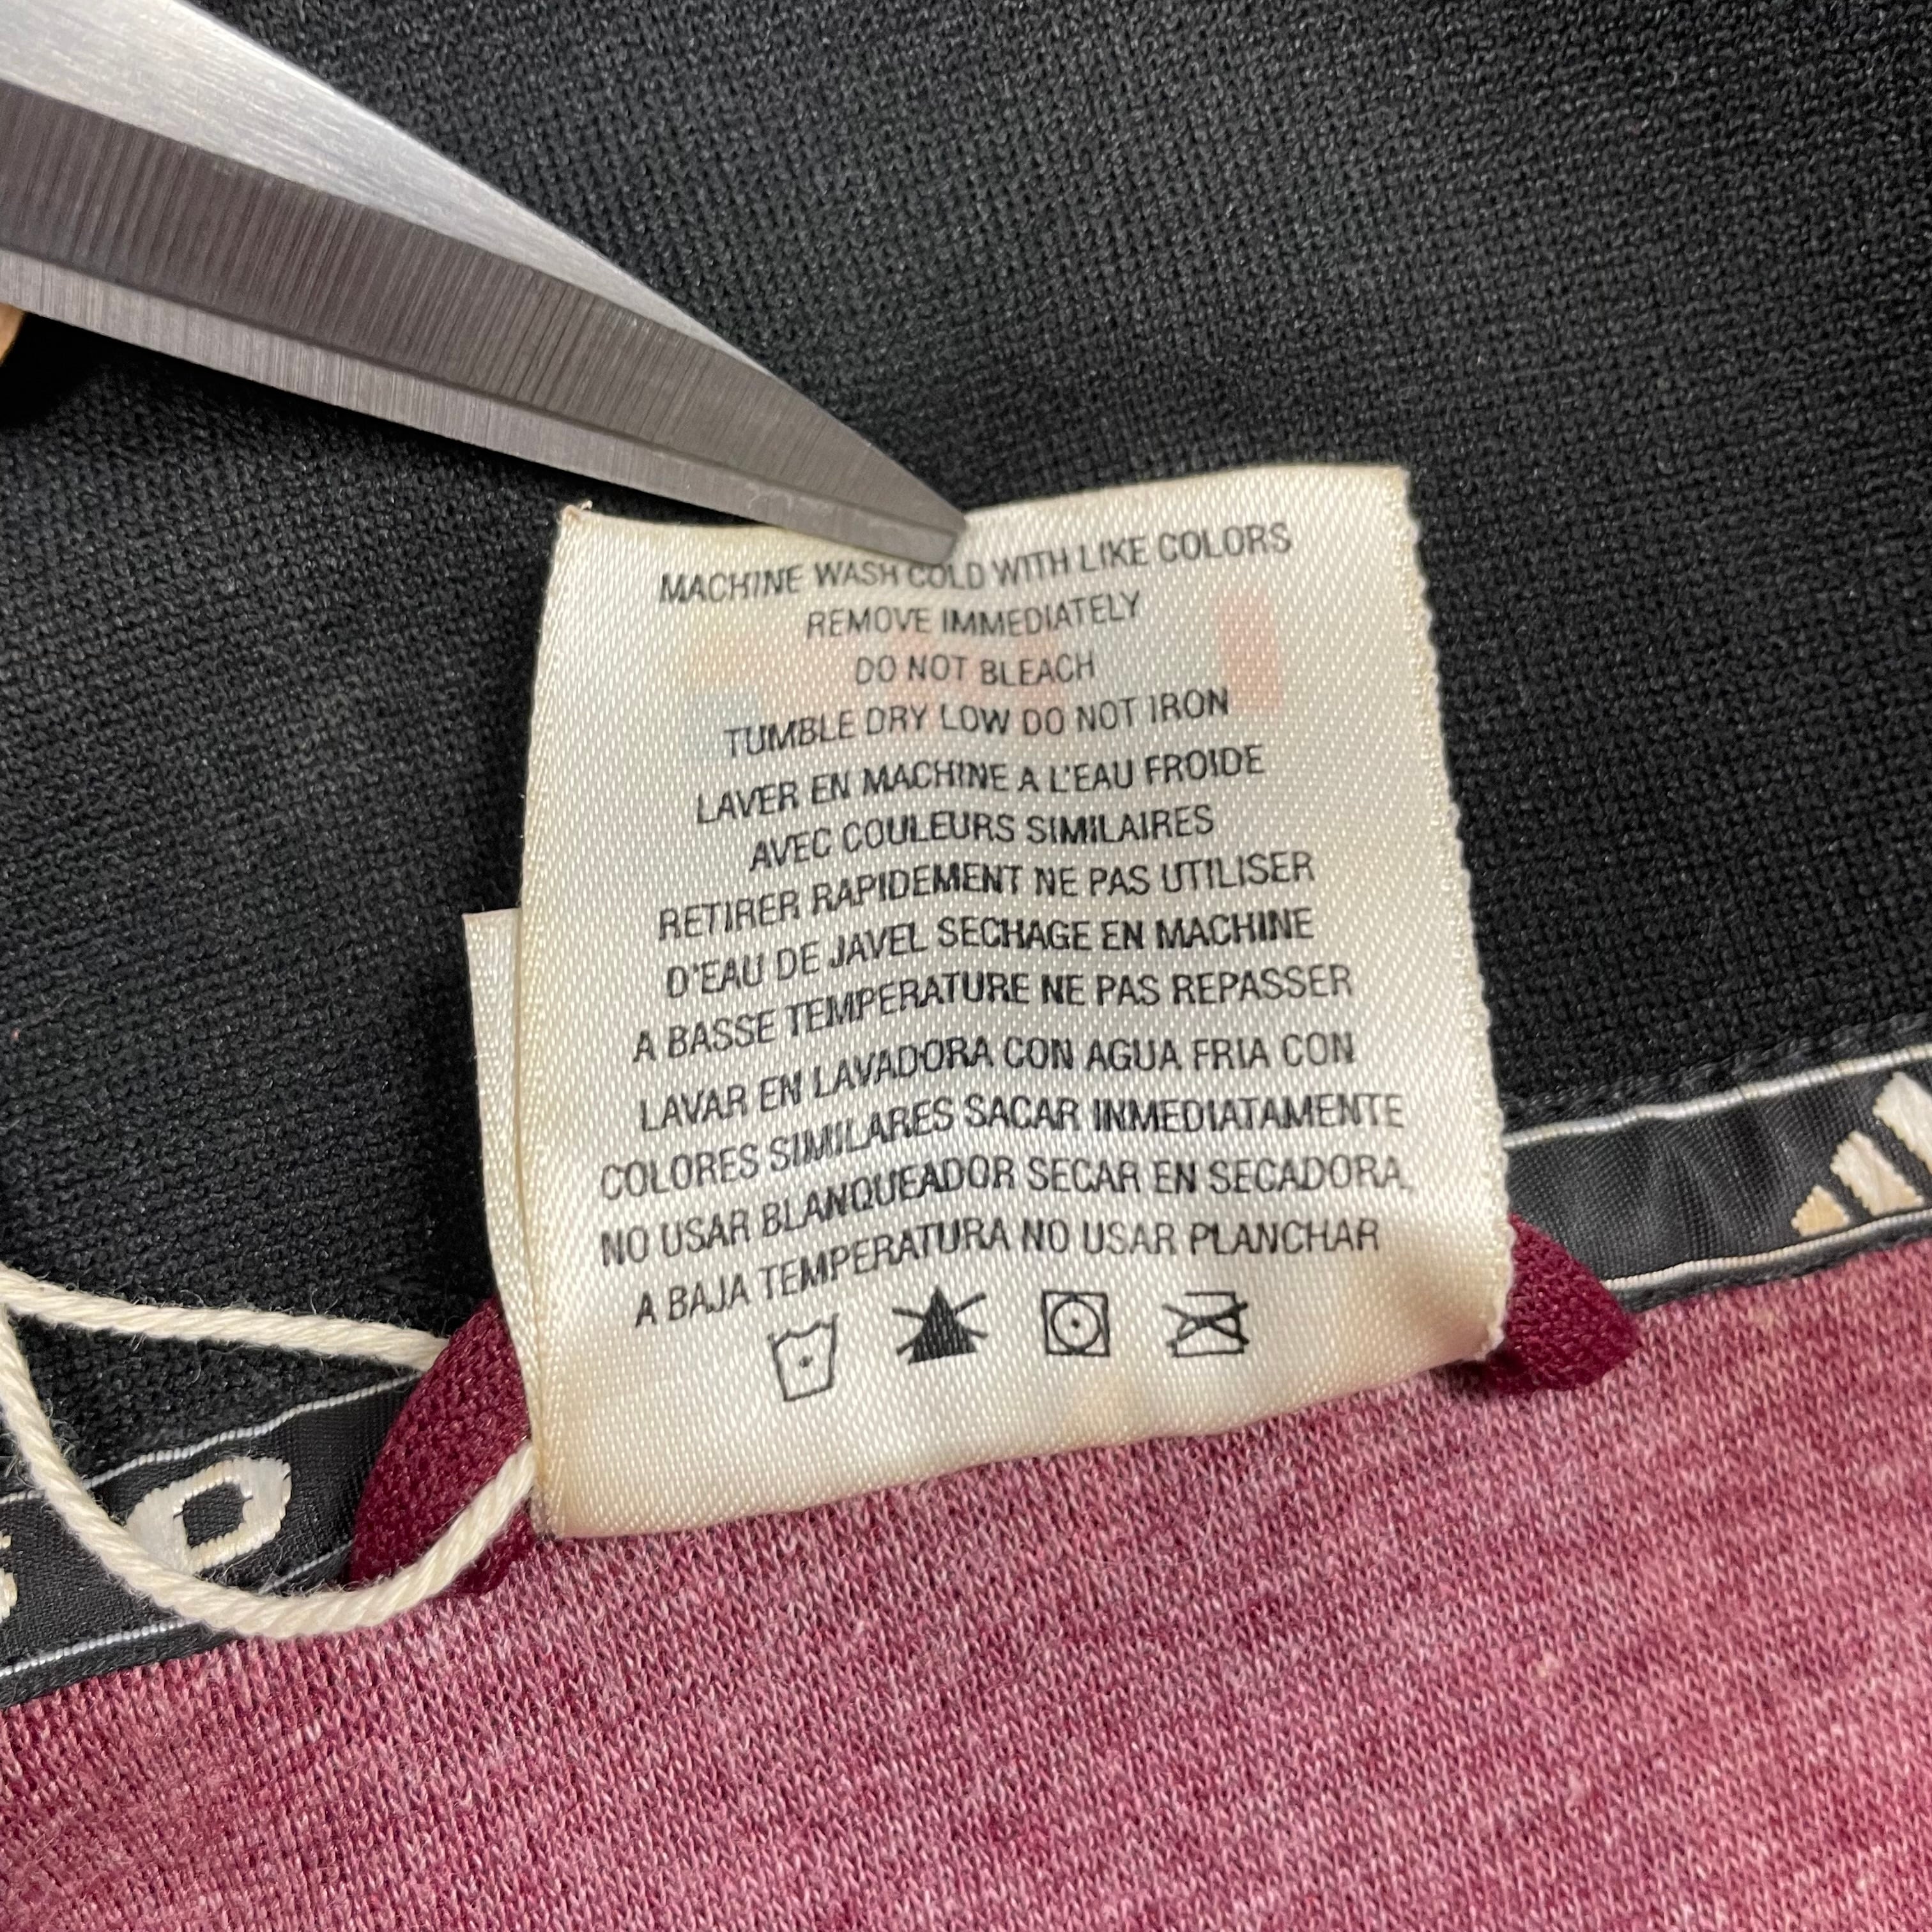 MACHINE WASH COLD WITH LIKE COLORS
REMOVE IMMEDIATELY
DO NOT BLEACH
TUMBLE DRY LOW DO NOT IRON
LAVER EN MACHINE A L'EAU FROIDE
AVEC COULEURS SIMILAIRES
RETIRER RAPIDEMENT NE PAS UTILISER
D'EAU DE JAVEL SECHAGE EN MACHINE
A BASSE TEMPERATURE NE PAS REPASSER
LAVAR EN LAVADORA CON AGUA FRIA CON
COLORES SIMILARES SACAR INMEDIATAMENTE
NO USAR BLANQUEADOR SECAR EN SECADORA
A BAJA TEMPERATURA NO USAR PLANCHAR